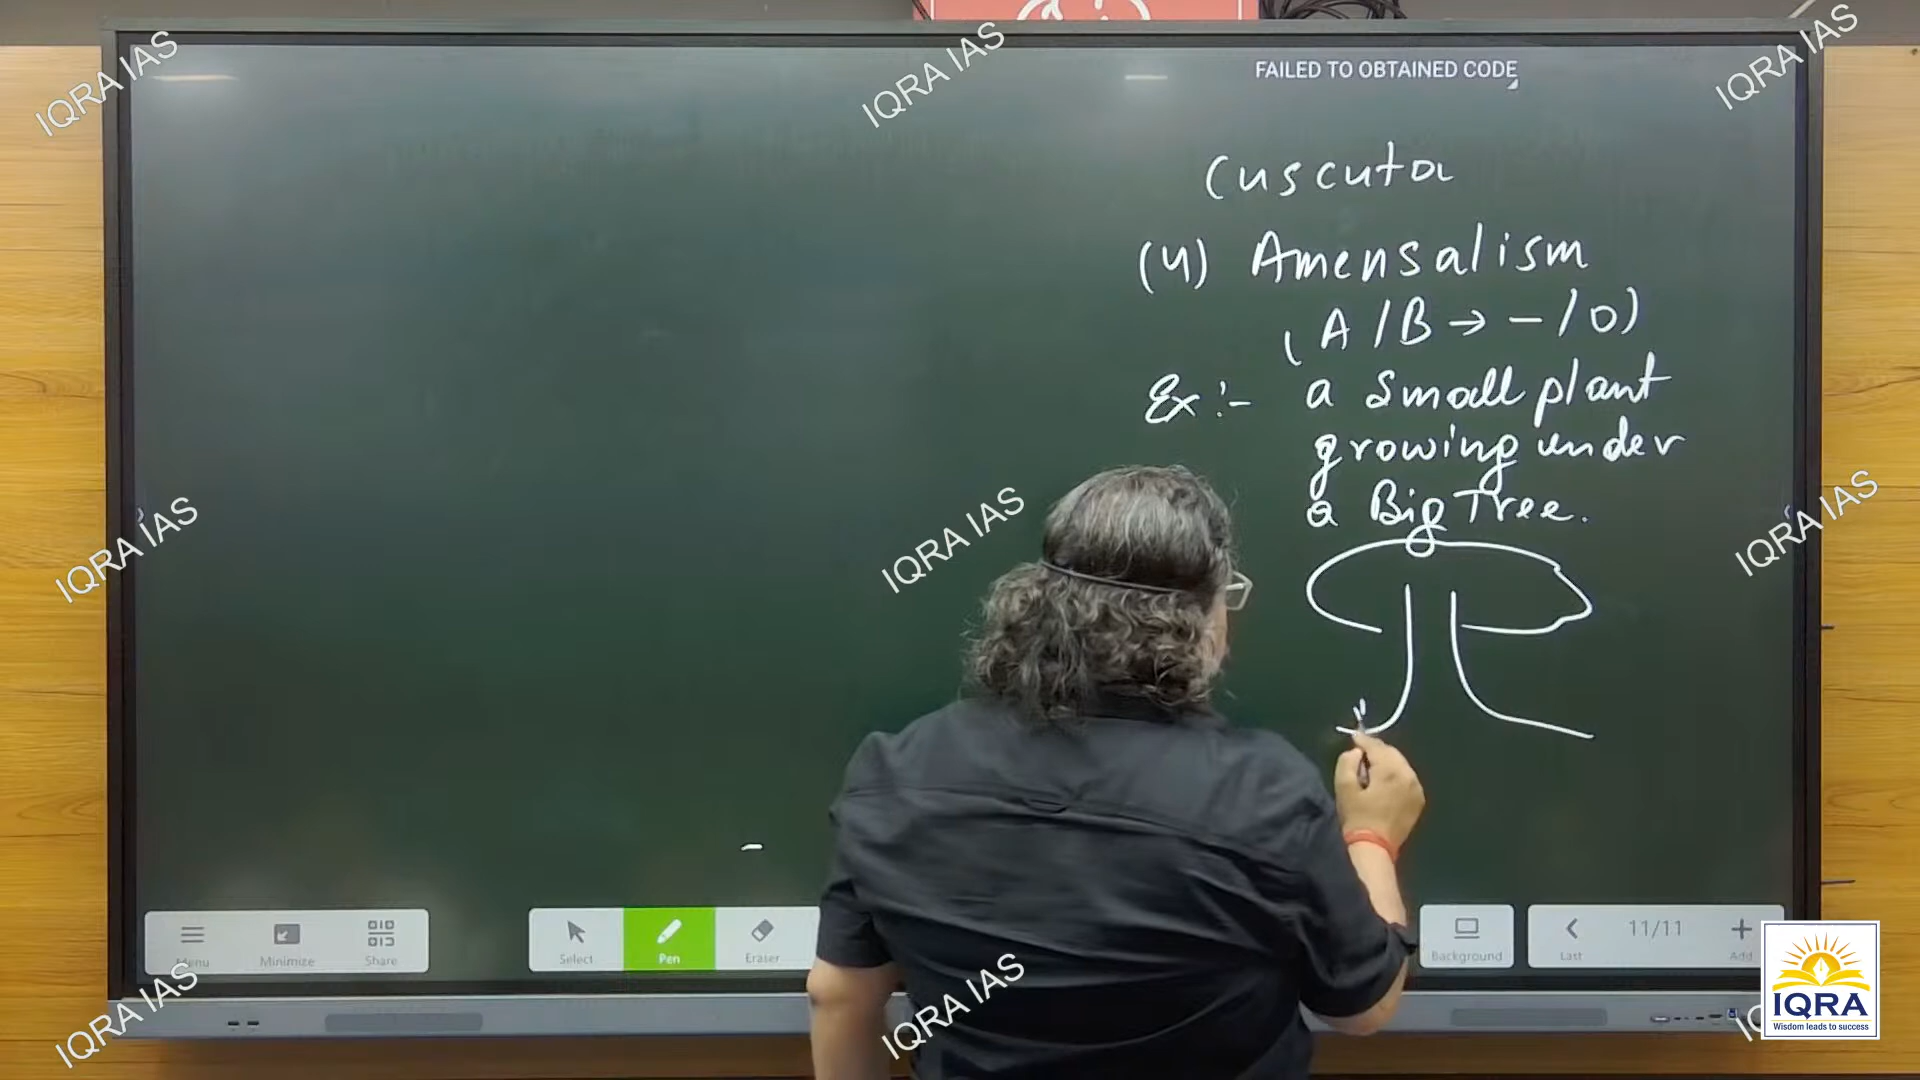 FAILED TO OBTAINED CODE
Cuscuta
(4) Amensalism
(A/B → -/0)
Ex:- a small plant
growing under
a Big Tree.
Menu
Minimize
Share
Select
Pen
Eraser
Background
Last
11/11
Add
IQRA
Wisdom leads to success
IQRA IAS
IQRA IAS
IQRA IAS
IQRA IAS
IQRA IAS
IQRA IAS
IQRA IAS
IQRA IAS